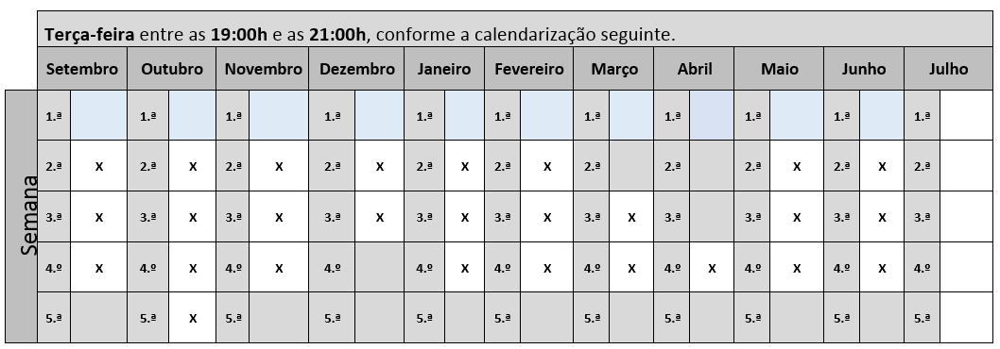 Terça-feira entre as 19:00h e as 21:00h, conforme a calendarização seguinte.
Setembro Outubro Novembro Dezembro Janeiro Fevereiro Março Abril Maio Junho Julho
Semana
1.ª 1.ª 1.ª 1.ª 1.ª 1.ª 1.ª 1.ª 1.ª 1.ª 1.ª
2.ª X 2.ª X 2.ª X 2.ª X 2.ª X 2.ª X 2.ª 2.ª 2.ª X 2.ª X 2.ª
3.ª X 3.ª X 3.ª X 3.ª X 3.ª X 3.ª X 3.ª X 3.ª 3.ª X 3.ª X 3.ª
4.º X 4.º X 4.º X 4.º 4.º X 4.º X 4.º X 4.º X 4.º X 4.º X 4.º
5.ª 5.ª X 5.ª 5.ª 5.ª 5.ª 5.ª 5.ª 5.ª 5.ª 5.ª